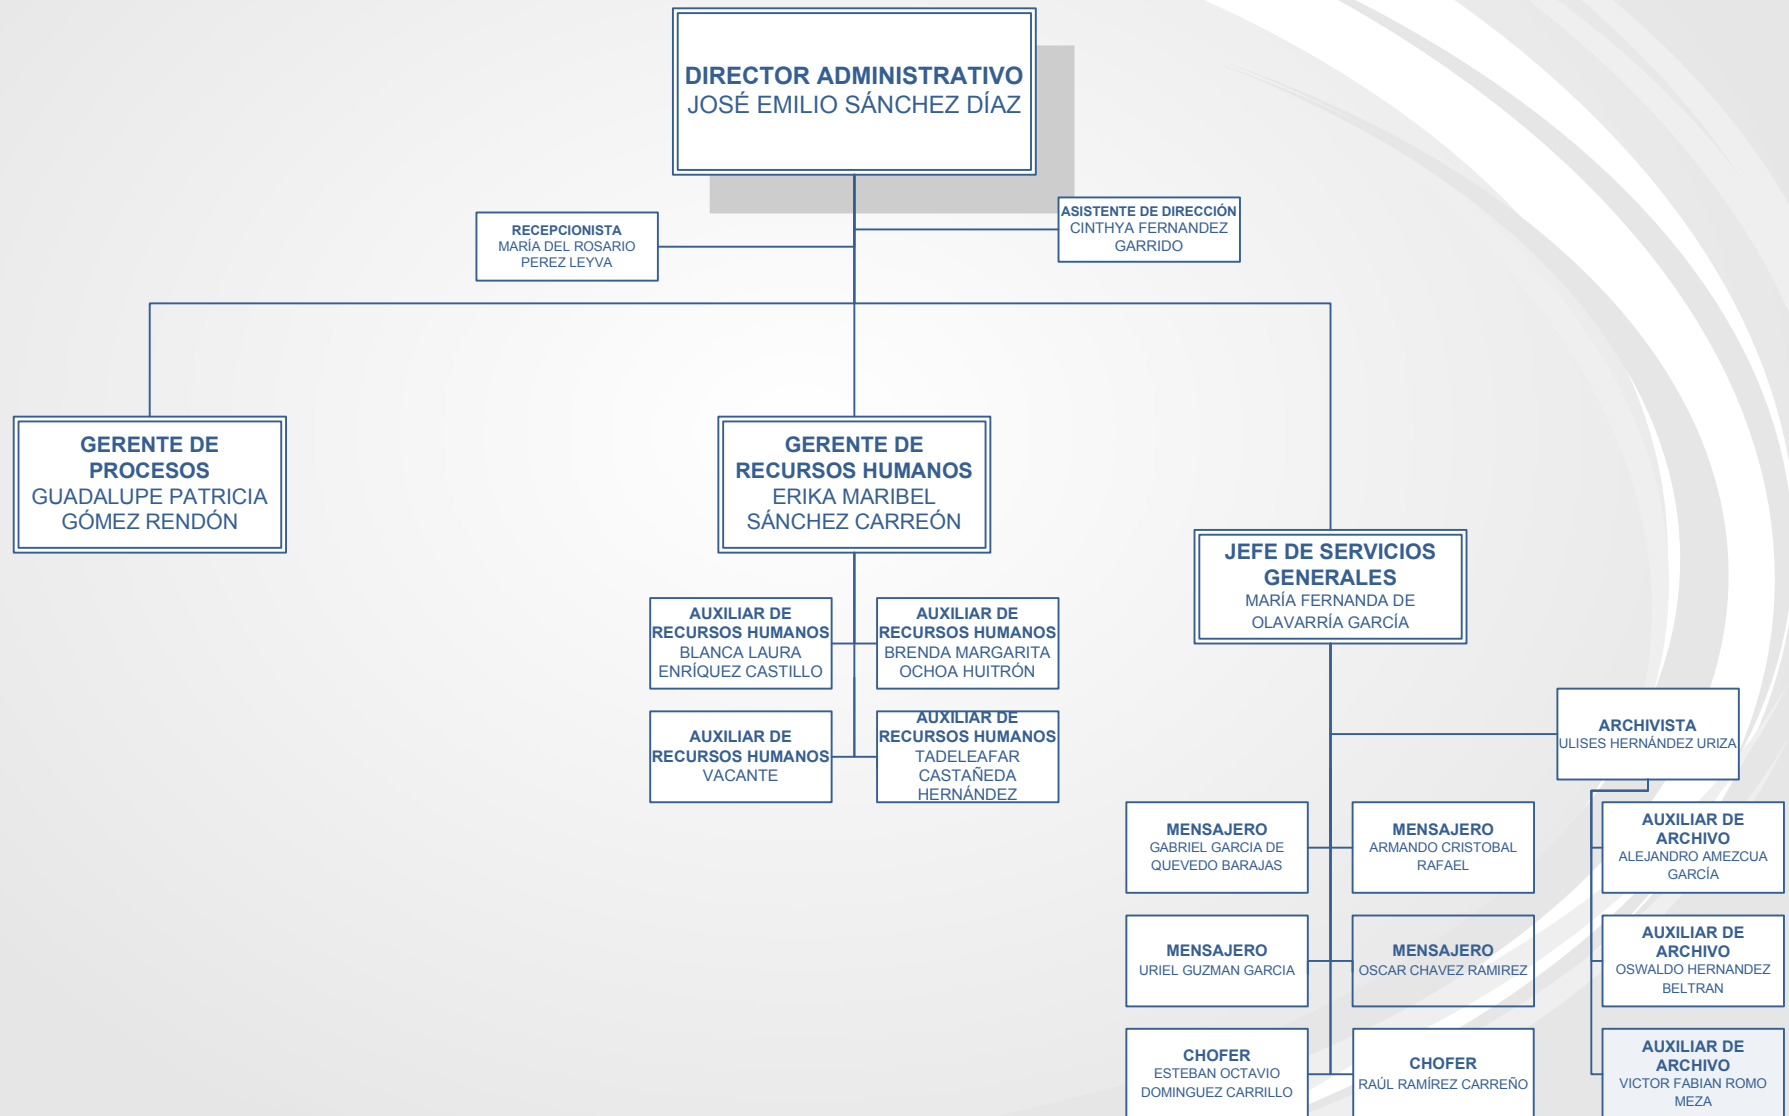 DIRECTOR ADMINISTRATIVO
JOSÉ EMILIO SÁNCHEZ DÍAZ
RECEPCIONISTA
MARÍA DEL ROSARIO
PEREZ LEYVA
ASISTENTE DE DIRECCIÓN
CINTHYA FERNANDEZ
GARRIDO
GERENTE DE
PROCESOS
GUADALUPE PATRICIA
GÓMEZ RENDÓN
GERENTE DE
RECURSOS HUMANOS
ERIKA MARIBEL
SÁNCHEZ CARREÓN
JEFE DE SERVICIOS
GENERALES
MARÍA FERNANDA DE
OLAVARRÍA GARCÍA
AUXILIAR DE
RECURSOS HUMANOS
BLANCA LAURA
ENRÍQUEZ CASTILLO
AUXILIAR DE
RECURSOS HUMANOS
BRENDA MARGARITA
OCHOA HUITRÓN
AUXILIAR DE
RECURSOS HUMANOS
VACANTE
AUXILIAR DE
RECURSOS HUMANOS
TADELEAFAR
CASTAÑEDA
HERNÁNDEZ
ARCHIVISTA
ULISES HERNÁNDEZ URIZA
MENSAJERO
GABRIEL GARCIA DE
QUEVEDO BARAJAS
MENSAJERO
ARMANDO CRISTOBAL
RAFAEL
AUXILIAR DE
ARCHIVO
ALEJANDRO AMEZCUA
GARCÍA
MENSAJERO
URIEL GUZMAN GARCIA
MENSAJERO
OSCAR CHAVEZ RAMIREZ
AUXILIAR DE
ARCHIVO
OSWALDO HERNANDEZ
BELTRAN
CHOFER
ESTEBAN OCTAVIO
DOMINGUEZ CARRILLO
CHOFER
RAÚL RAMÍREZ CARREÑO
AUXILIAR DE
ARCHIVO
VICTOR FABIAN ROMO
MEZA